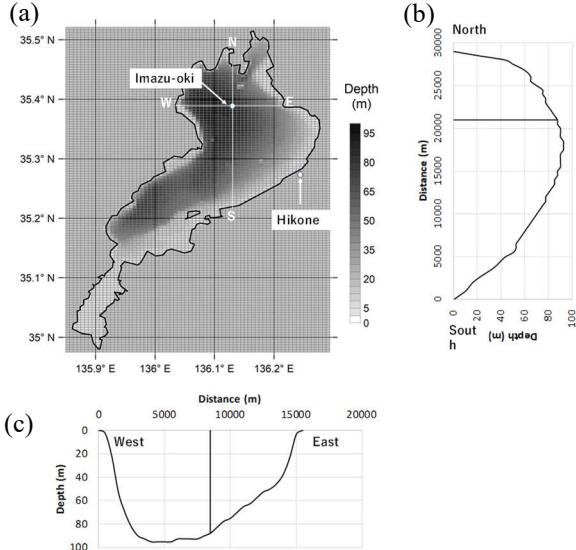 (a)
35.5° N
35.4° N
35.3° N
35.2° N
35.1° N
35° N
135.9° E
136° E
136.1° E
136.2° E
Imazu-oki
N
W
E
S
Hikone
Depth
(m)
95
80
65
50
35
20
5
0
(b)
North
Distance (m)
30000
25000
20000
15000
10000
5000
0
0
20
40
60
80
100
Depth (m)
Sout
h
(c)
Distance (m)
0
5000
10000
15000
20000
West
East
Depth (m)
0
20
40
60
80
100